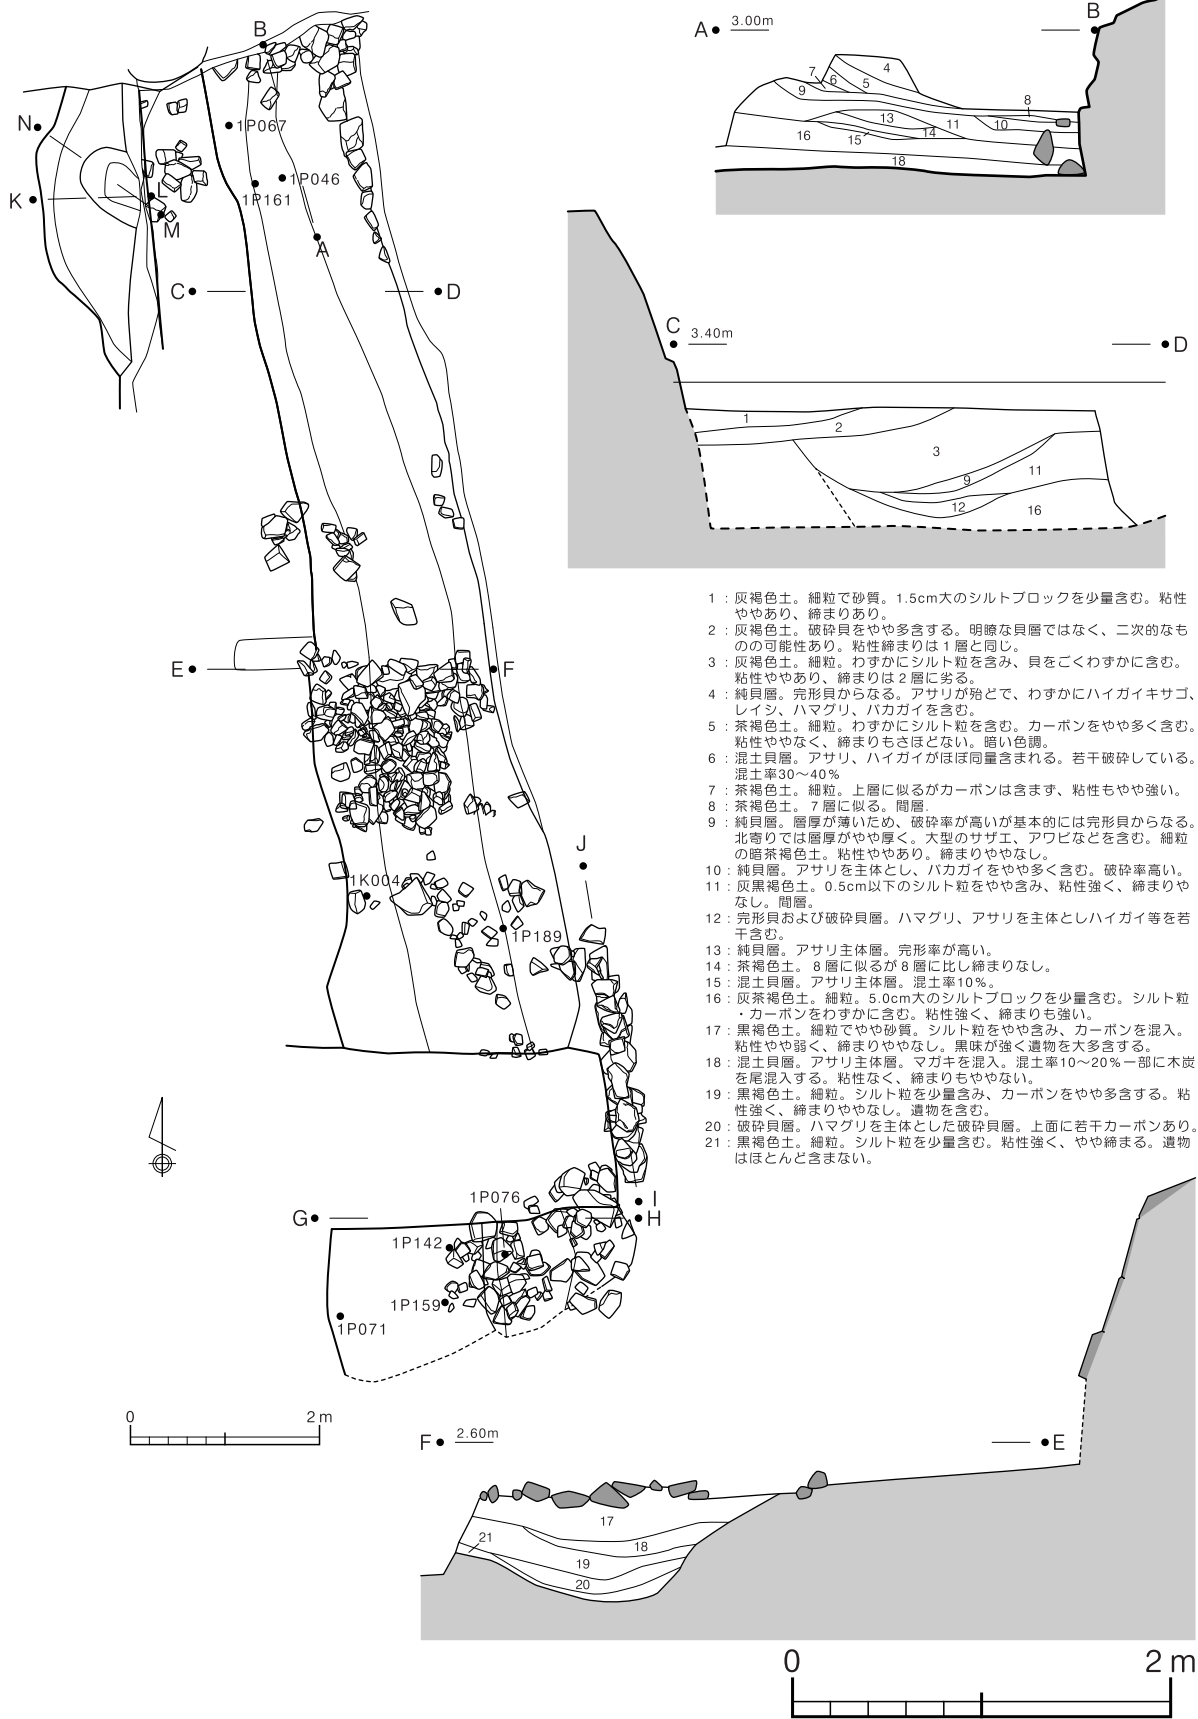 B
N
1P067
K
L
1P046
1P161
M
A
C
D
E
F
J
1K004
1P189
1P076
I
G
H
1P142
1P159
1P071
0 2 m
A 3.00m B
4
7
6
5
9
8
13
11
10
16
15
14
18
C 3.40m D
1
2
3
9
11
12
16
1：灰褐色土。細粒で砂質。1.5cm大のシルトブロックを少量含む。粘性
ややあり、締まりあり。
2：灰褐色土。破砕貝をやや多含する。明瞭な貝層ではなく、二次的なも
のの可能性あり。粘性締まりは１層と同じ。
3：灰褐色土。細粒。わずかにシルト粒を含み、貝をごくわずかに含む。
粘性ややあり、締まりは２層に劣る。
4：純貝層。完形貝からなる。アサリが殆どで、わずかにハイガイキサゴ、
レイシ、ハマグリ、バカガイを含む。
5：茶褐色土。細粒。わずかにシルト粒を含む。カーボンをやや多く含む。
粘性ややなく、締まりもさほどない。暗い色調。
6：混土貝層。アサリ、ハイガイがほぼ同量含まれる。若干破砕している。
混土率30～40％
7：茶褐色土。細粒。上層に似るがカーボンは含まず、粘性もやや強い。
8：茶褐色土。７層に似る。間層.
9：純貝層。層厚が薄いため、破砕率が高いが基本的には完形貝からなる。
北寄りでは層厚がやや厚く。大型のサザエ、アワビなどを含む。細粒
の暗茶褐色土。粘性ややあり。締まりややなし。
10：純貝層。アサリを主体とし、バカガイをやや多く含む。破砕率高い。
11：灰黒褐色土。0.5cm以下のシルト粒をやや含み、粘性強く、締まりや
なし。間層。
12：完形貝および破砕貝層。ハマグリ、アサリを主体としハイガイ等を若
干含む。
13：純貝層。アサリ主体層。完形率が高い。
14：茶褐色土。８層に似るが８層に比し締まりなし。
15：混土貝層。アサリ主体層。混土率10％。
16：灰茶褐色土。細粒。5.0cm大のシルトブロックを少量含む。シルト粒
・カーボンをわずかに含む。粘性強く、締まりも強い。
17：黒褐色土。細粒でやや砂質。シルト粒をやや含み、カーボンを混入。
粘性やや弱く、締まりややなし。黒味が強く遺物を大多含する。
18：混土貝層。アサリ主体層。マガキを混入。混土率10～20％一部に木炭
を尾混入する。粘性なく、締まりもややない。
19：黒褐色土。細粒。シルト粒を少量含み、カーボンをやや多含する。粘
性強く、締まりややなし。遺物を含む。
20：破砕貝層。ハマグリを主体とした破砕貝層。上面に若干カーボンあり。
21：黒褐色土。細粒。シルト粒を少量含む。粘性強く、やや締まる。遺物
はほとんど含まない。
F 2.60m E
17
21
18
19
20
0 2 m